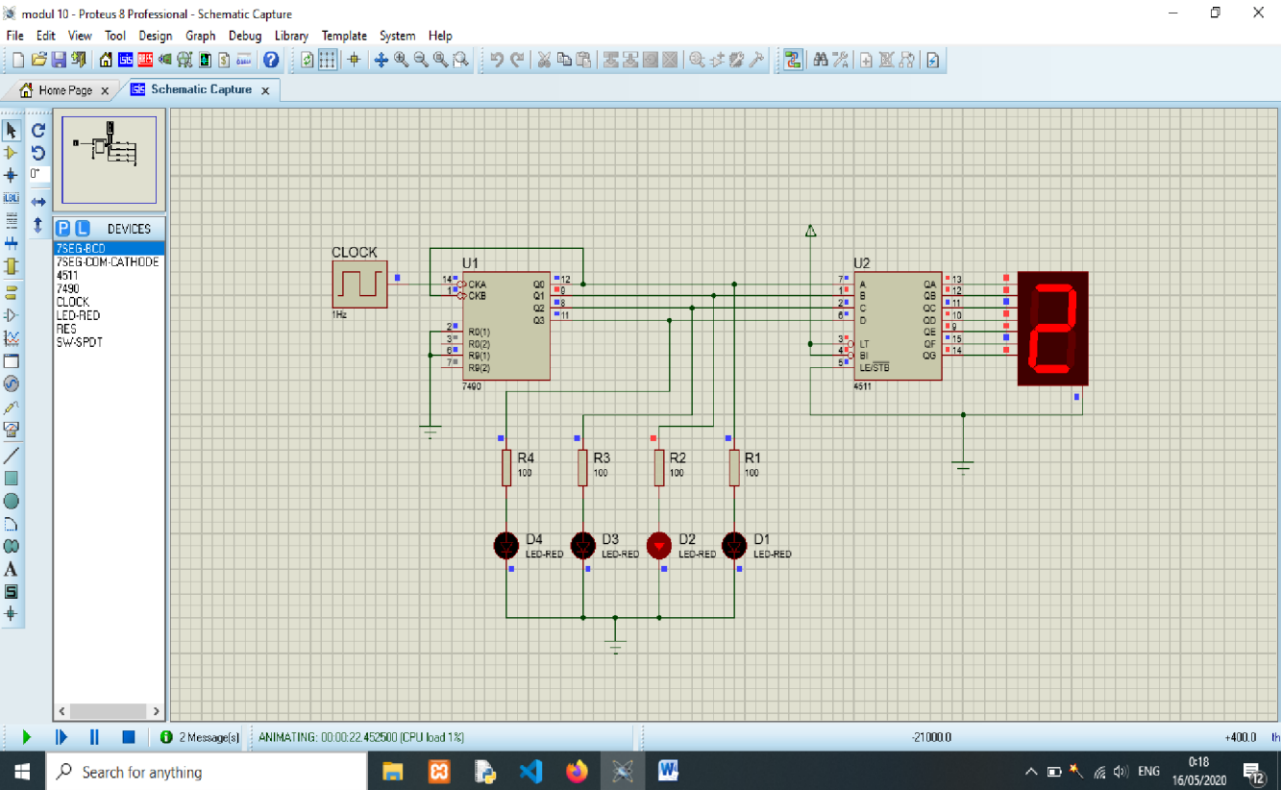 modul 10 - Proteus 8 Professional - Schematic Capture
File Edit View Tool Design Graph Debug Library Template System Help
Home Page x Schematic Capture x
0°
P L DEVICES
7SEG-BCD
7SEG-COM-CATHODE
4511
7490
CLOCK
LED-RED
RES
SW-SPDT
CLOCK
1Hz
U1
14 CKA Q0 12
1 CKB Q1 9
Q2 8
Q3 11
2 R0(1)
3 R0(2)
6 R9(1)
7 R9(2)
7490
U2
7 A QA 13
1 B QB 12
2 C QC 11
6 D QD 10
QE 9
3 LT QF 15
4 BI QG 14
5 LE/STB
4511
2
R4 R3 R2 R1
100 100 100 100
D4 D3 D2 D1
LED-RED LED-RED LED-RED LED-RED
2 Message(s) ANIMATING: 00:00:22.452500 (CPU load 1%) -21000.0 +400.0 th
Search for anything
ENG 0:18
16/05/2020 12